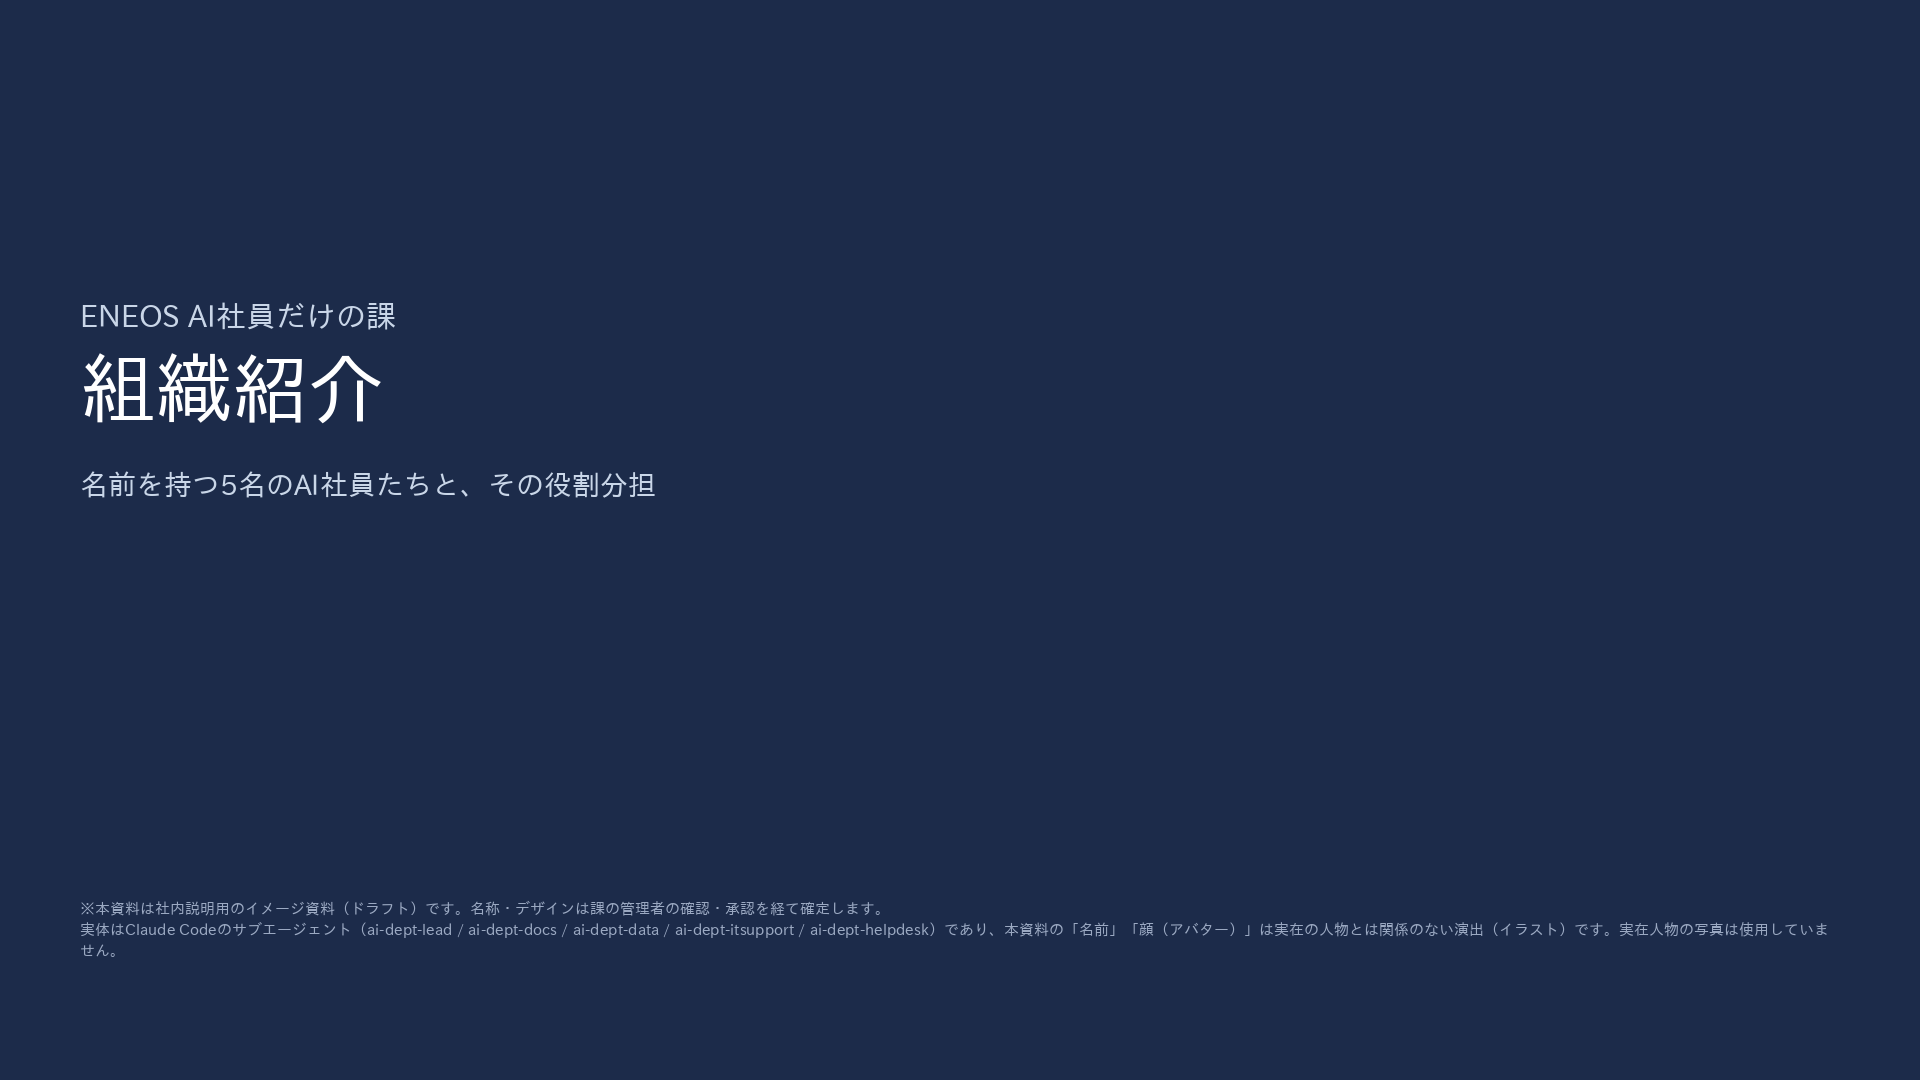 ENEOS AI社員だけの課
組織紹介
名前を持つ5名のAI社員たちと、その役割分担
※本資料は社内説明用のイメージ資料（ドラフト）です。名称・デザインは課の管理者の確認・承認を経て確定します。
実体はClaude Codeのサブエージェント（ai-dept-lead / ai-dept-docs / ai-dept-data / ai-dept-itsupport / ai-dept-helpdesk）であり、本資料の「名前」「顔（アバター）」は実在の人物とは関係のない演出（イラスト）です。実在人物の写真は使用していま
せん。